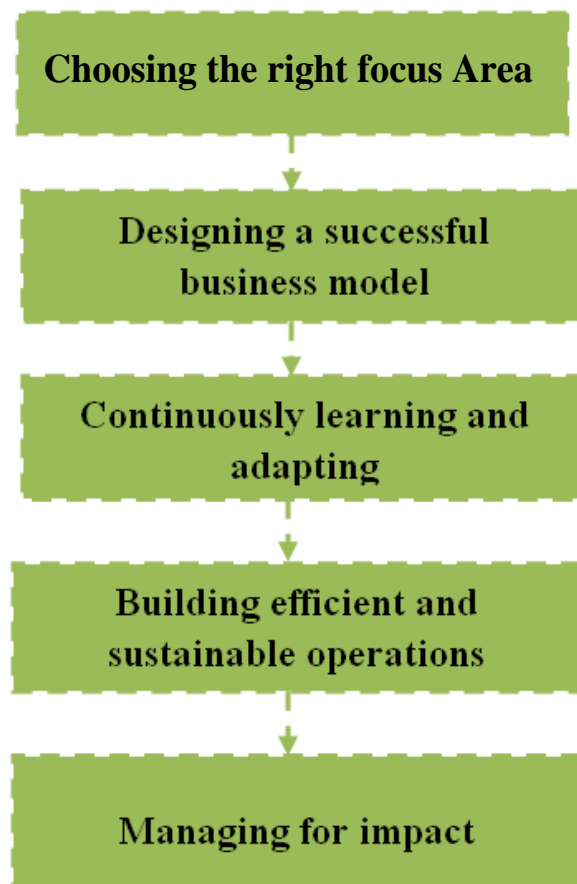 Choosing the right focus Area
Designing a successful
business model
Continuously learning and
adapting
Building efficient and
sustainable operations
Managing for impact